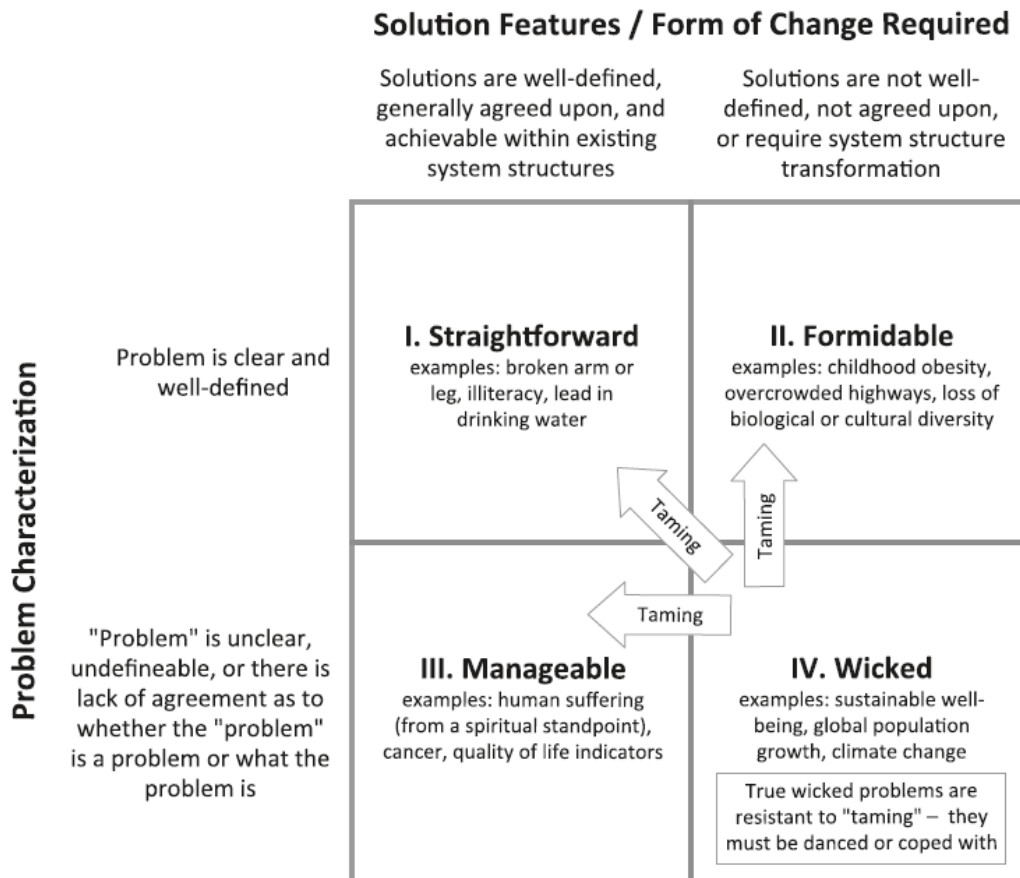 Solution Features / Form of Change Required
Solutions are well-defined,
generally agreed upon, and
achievable within existing
system structures
Solutions are not well-
defined, not agreed upon,
or require system structure
transformation
Problem Characterization
Problem is clear and
well-defined
I. Straightforward
examples: broken arm or
leg, illiteracy, lead in
drinking water
II. Formidable
examples: childhood obesity,
overcrowded highways, loss of
biological or cultural diversity
Taming
Taming
Taming
"Problem" is unclear,
undefineable, or there is
lack of agreement as to
whether the "problem"
is a problem or what the
problem is
III. Manageable
examples: human suffering
(from a spiritual standpoint),
cancer, quality of life indicators
IV. Wicked
examples: sustainable well-
being, global population
growth, climate change
True wicked problems are
resistant to "taming" – they
must be danced or coped with